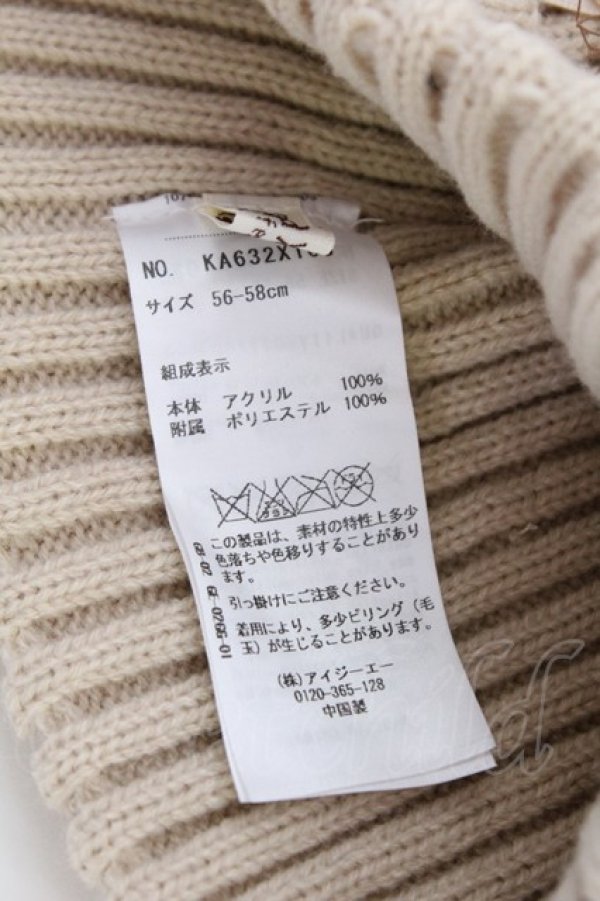 NO. KA632X
サイズ 56-58cm
組成表示
本体 アクリル 100%
附属 ポリエステル 100%
この製品は、素材の特性上多少
色落ちや色移りすることがあり
ます。
引っ掛けにご注意ください。
着用により、多少ピリング（毛
玉）が生じることがあります。
(株)アイジーエー
0120-365-128
中国製